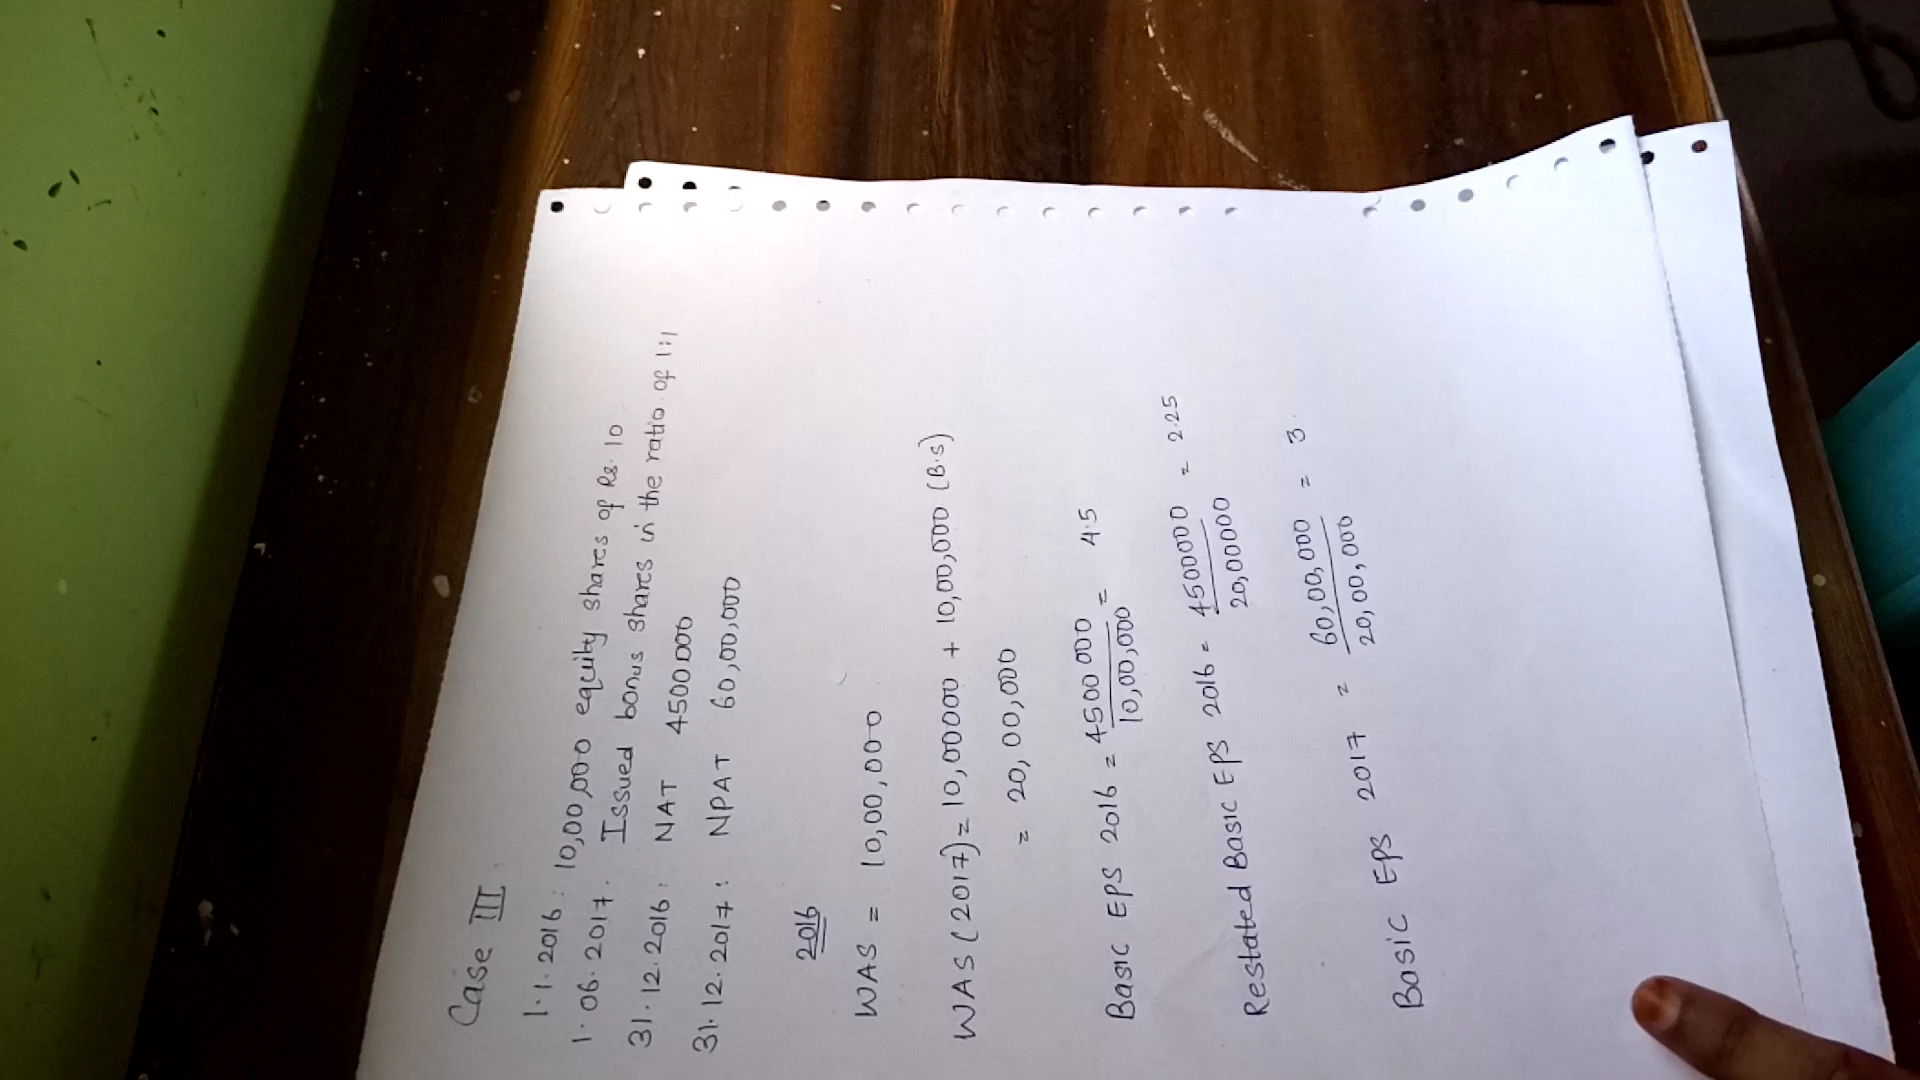 Case III
1.1.2016: 10,00,000 equity shares of Rs. 10
1.06.2017. Issued bonus shares in the ratio of 1:1
31.12.2016: NAT 4500000
31.12.2017: NPAT 60,00,000
2016
WAS = 10,00,000
WAS (2017) = 10,00000 + 10,00,000 (B.S)
= 20,00,000
Basic EPS 2016 = 4500000 / 10,00,000 = 4.5
Restated Basic EPS 2016 = 4500000 / 20,00000 = 2.25
Basic EPS 2017 = 60,00,000 / 20,00,000 = 3.